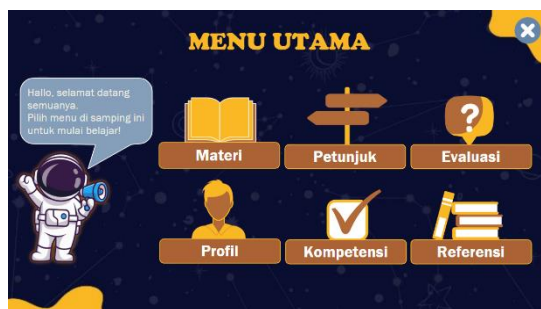 MENU UTAMA
Hallo, selamat datang
semuanya.
Pilih menu di samping ini
untuk mulai belajar!
Materi
Petunjuk
Evaluasi
Profil
Kompetensi
Referensi